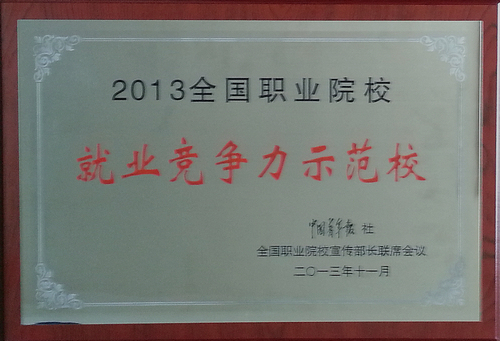 2013全国职业院校
就业竞争力示范校
中国青年报 社
全国职业院校宣传部长联席会议
二〇一三年十一月